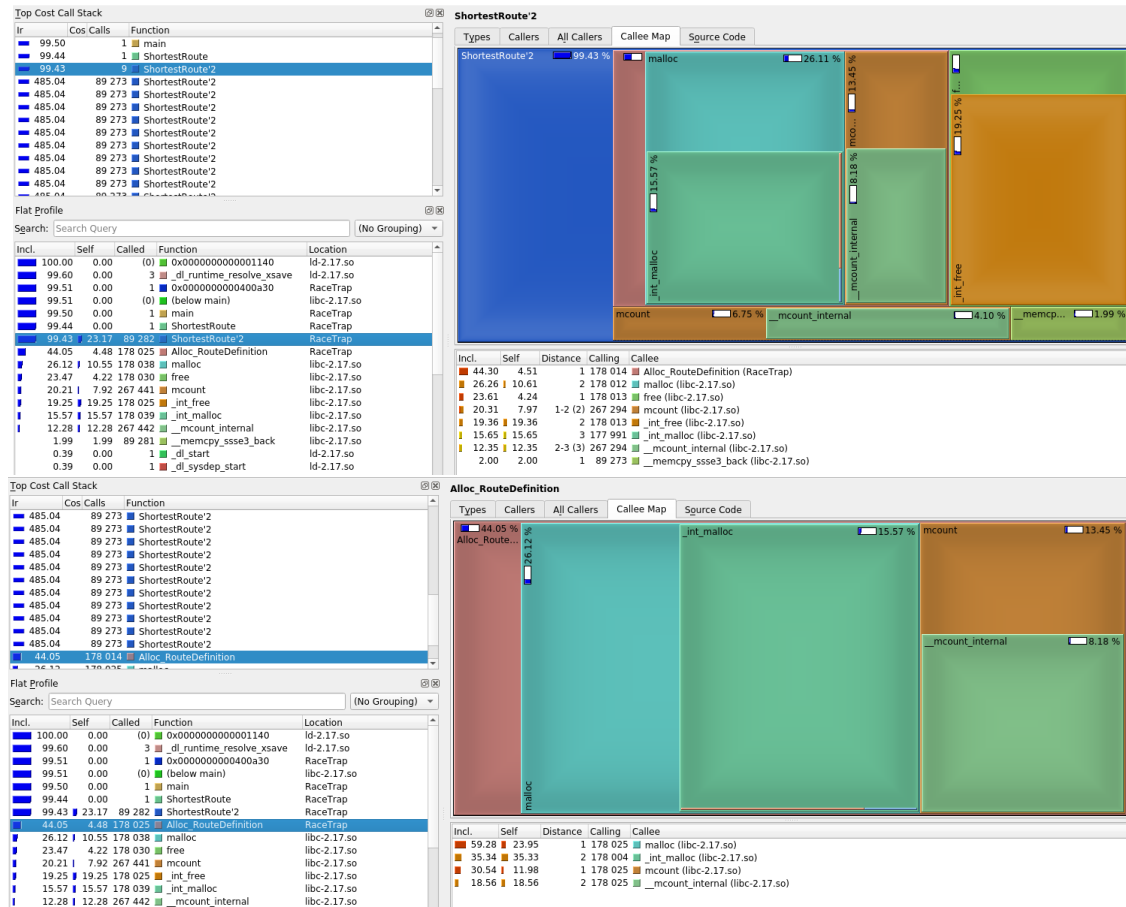 Top Cost Call Stack
Ir Cos Calls Function
99.50 1 main
99.44 1 ShortestRoute
99.43 9 ShortestRoute'2
485.04 89 273 ShortestRoute'2
485.04 89 273 ShortestRoute'2
485.04 89 273 ShortestRoute'2
485.04 89 273 ShortestRoute'2
485.04 89 273 ShortestRoute'2
485.04 89 273 ShortestRoute'2
485.04 89 273 ShortestRoute'2
485.04 89 273 ShortestRoute'2
485.04 89 273 ShortestRoute'2
485.04 89 273 ShortestRoute'2
Flat Profile
Search: Search Query (No Grouping)
Incl. Self Called Function Location
100.00 0.00 (0) 0x0000000000001140 ld-2.17.so
99.60 0.00 3 _dl_runtime_resolve_xsave ld-2.17.so
99.51 0.00 1 0x0000000000400a30 RaceTrap
99.51 0.00 (0) (below main) libc-2.17.so
99.50 0.00 1 main RaceTrap
99.44 0.00 1 ShortestRoute RaceTrap
99.43 23.17 89 282 ShortestRoute'2 RaceTrap
44.05 4.48 178 025 Alloc_RouteDefinition RaceTrap
26.12 10.55 178 038 malloc libc-2.17.so
23.47 4.22 178 030 free libc-2.17.so
20.21 7.92 267 441 mcount libc-2.17.so
19.25 19.25 178 025 _int_free libc-2.17.so
15.57 15.57 178 039 _int_malloc libc-2.17.so
12.28 12.28 267 442 __mcount_internal libc-2.17.so
1.99 1.99 89 281 __memcpy_ssse3_back libc-2.17.so
0.39 0.00 1 _dl_start ld-2.17.so
0.39 0.00 1 _dl_sysdep_start ld-2.17.so
ShortestRoute'2
Types Callers All Callers Callee Map Source Code
ShortestRoute'2 99.43 %
malloc 26.11 %
_int_malloc 15.57 %
mco... 13.45 %
__mcount_internal 8.18 %
f...
_int_free 19.25 %
mcount 6.75 %
__mcount_internal 4.10 %
__memcp... 1.99 %
Incl. Self Distance Calling Callee
44.30 4.51 1 178 014 Alloc_RouteDefinition (RaceTrap)
26.26 10.61 2 178 012 malloc (libc-2.17.so)
23.61 4.24 1 178 013 free (libc-2.17.so)
20.31 7.97 1-2 (2) 267 294 mcount (libc-2.17.so)
19.36 19.36 2 178 013 _int_free (libc-2.17.so)
15.65 15.65 3 177 991 _int_malloc (libc-2.17.so)
12.35 12.35 2-3 (3) 267 294 __mcount_internal (libc-2.17.so)
2.00 2.00 1 89 273 __memcpy_ssse3_back (libc-2.17.so)
Top Cost Call Stack
Ir Cos Calls Function
485.04 89 273 ShortestRoute'2
485.04 89 273 ShortestRoute'2
485.04 89 273 ShortestRoute'2
485.04 89 273 ShortestRoute'2
485.04 89 273 ShortestRoute'2
485.04 89 273 ShortestRoute'2
485.04 89 273 ShortestRoute'2
485.04 89 273 ShortestRoute'2
485.04 89 273 ShortestRoute'2
485.04 89 273 ShortestRoute'2
485.04 89 273 ShortestRoute'2
44.05 178 014 Alloc_RouteDefinition
26.12 178 025 malloc
Flat Profile
Search: Search Query (No Grouping)
Incl. Self Called Function Location
100.00 0.00 (0) 0x0000000000001140 ld-2.17.so
99.60 0.00 3 _dl_runtime_resolve_xsave ld-2.17.so
99.51 0.00 1 0x0000000000400a30 RaceTrap
99.51 0.00 (0) (below main) libc-2.17.so
99.50 0.00 1 main RaceTrap
99.44 0.00 1 ShortestRoute RaceTrap
99.43 23.17 89 282 ShortestRoute'2 RaceTrap
44.05 4.48 178 025 Alloc_RouteDefinition RaceTrap
26.12 10.55 178 038 malloc libc-2.17.so
23.47 4.22 178 030 free libc-2.17.so
20.21 7.92 267 441 mcount libc-2.17.so
19.25 19.25 178 025 _int_free libc-2.17.so
15.57 15.57 178 039 _int_malloc libc-2.17.so
12.28 12.28 267 442 __mcount_internal libc-2.17.so
Alloc_RouteDefinition
Types Callers All Callers Callee Map Source Code
44.05 %
Alloc_Route...
malloc 26.12 %
_int_malloc 15.57 %
mcount 13.45 %
__mcount_internal 8.18 %
Incl. Self Distance Calling Callee
59.28 23.95 1 178 025 malloc (libc-2.17.so)
35.34 35.33 2 178 004 _int_malloc (libc-2.17.so)
30.54 11.98 1 178 025 mcount (libc-2.17.so)
18.56 18.56 2 178 025 __mcount_internal (libc-2.17.so)